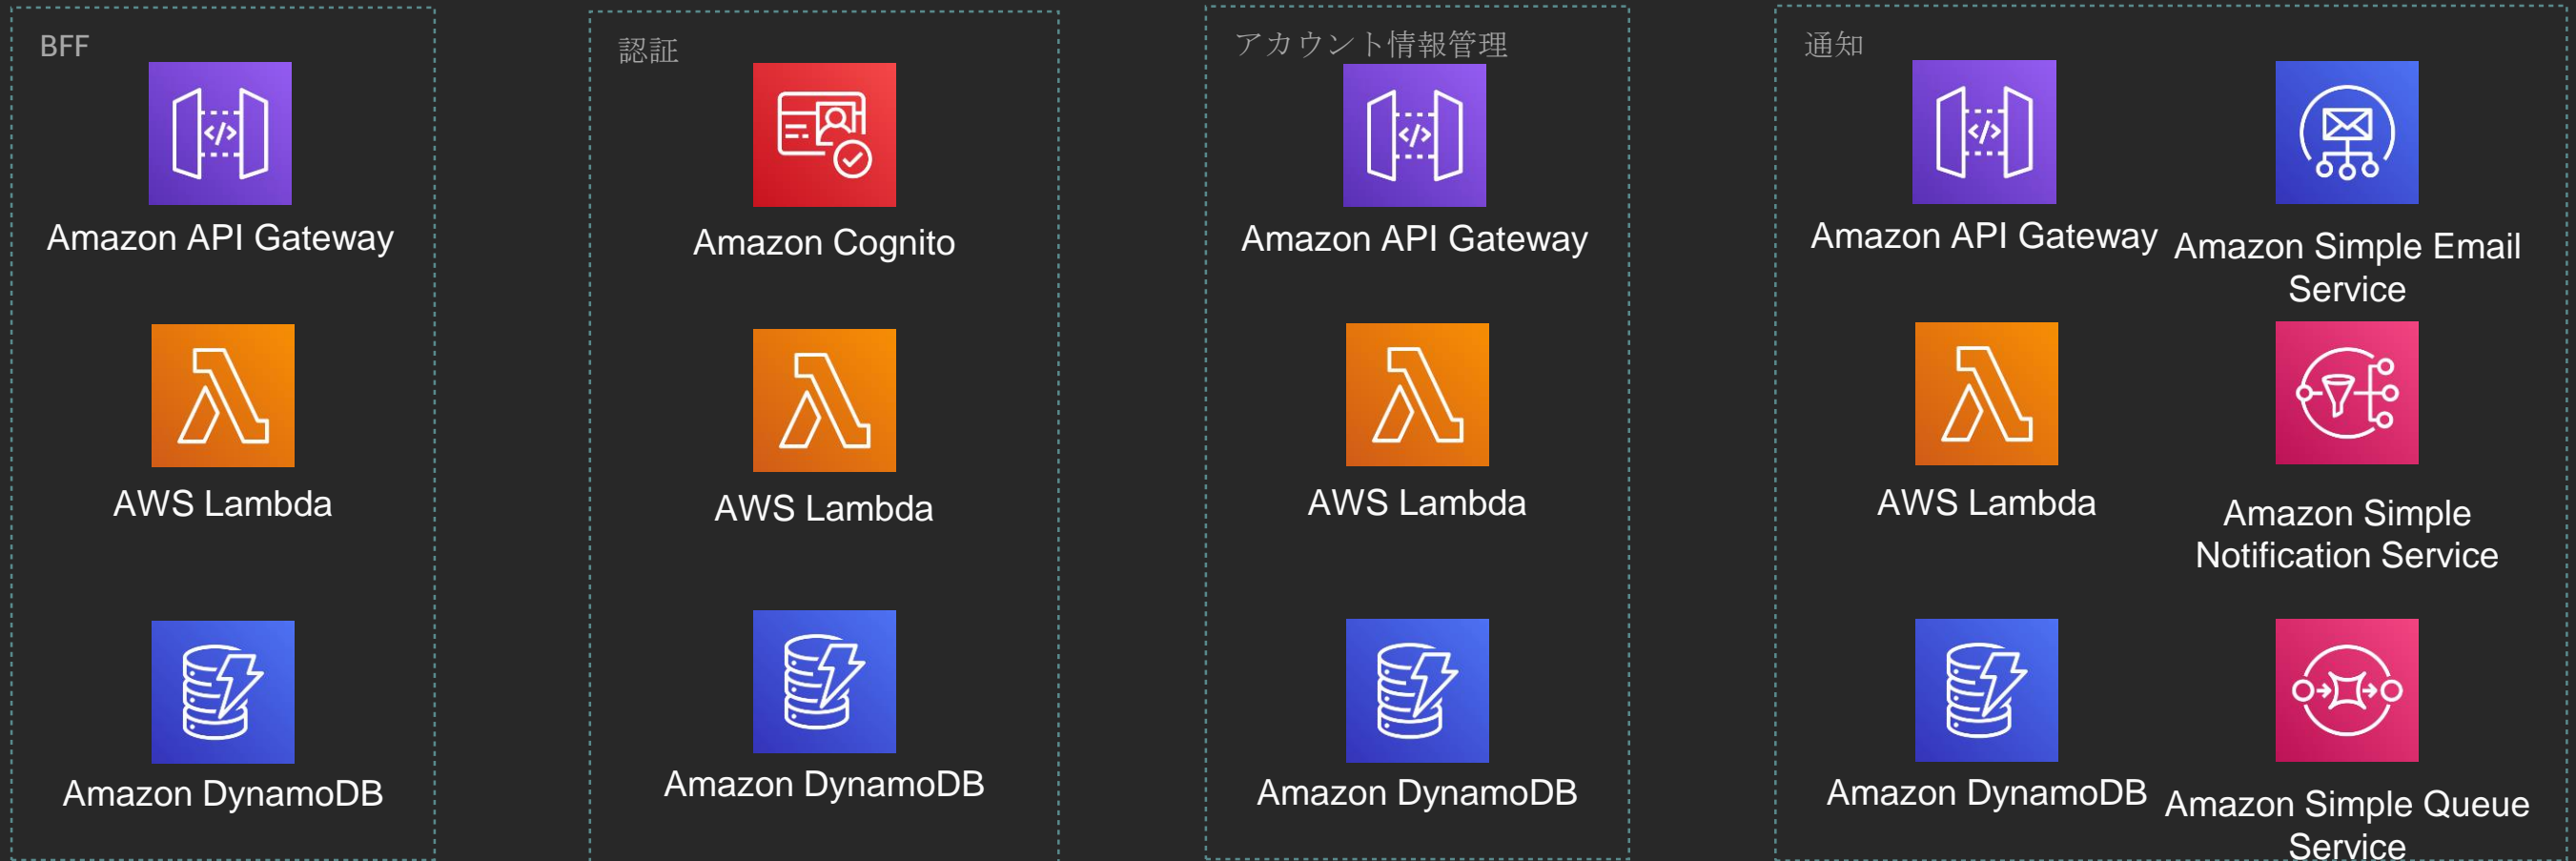 BFF
Amazon API Gateway
AWS Lambda
Amazon DynamoDB
認証
Amazon Cognito
AWS Lambda
Amazon DynamoDB
アカウント情報管理
Amazon API Gateway
AWS Lambda
Amazon DynamoDB
通知
Amazon API Gateway
AWS Lambda
Amazon DynamoDB
Amazon Simple Email
Service
Amazon Simple
Notification Service
Amazon Simple Queue
Service